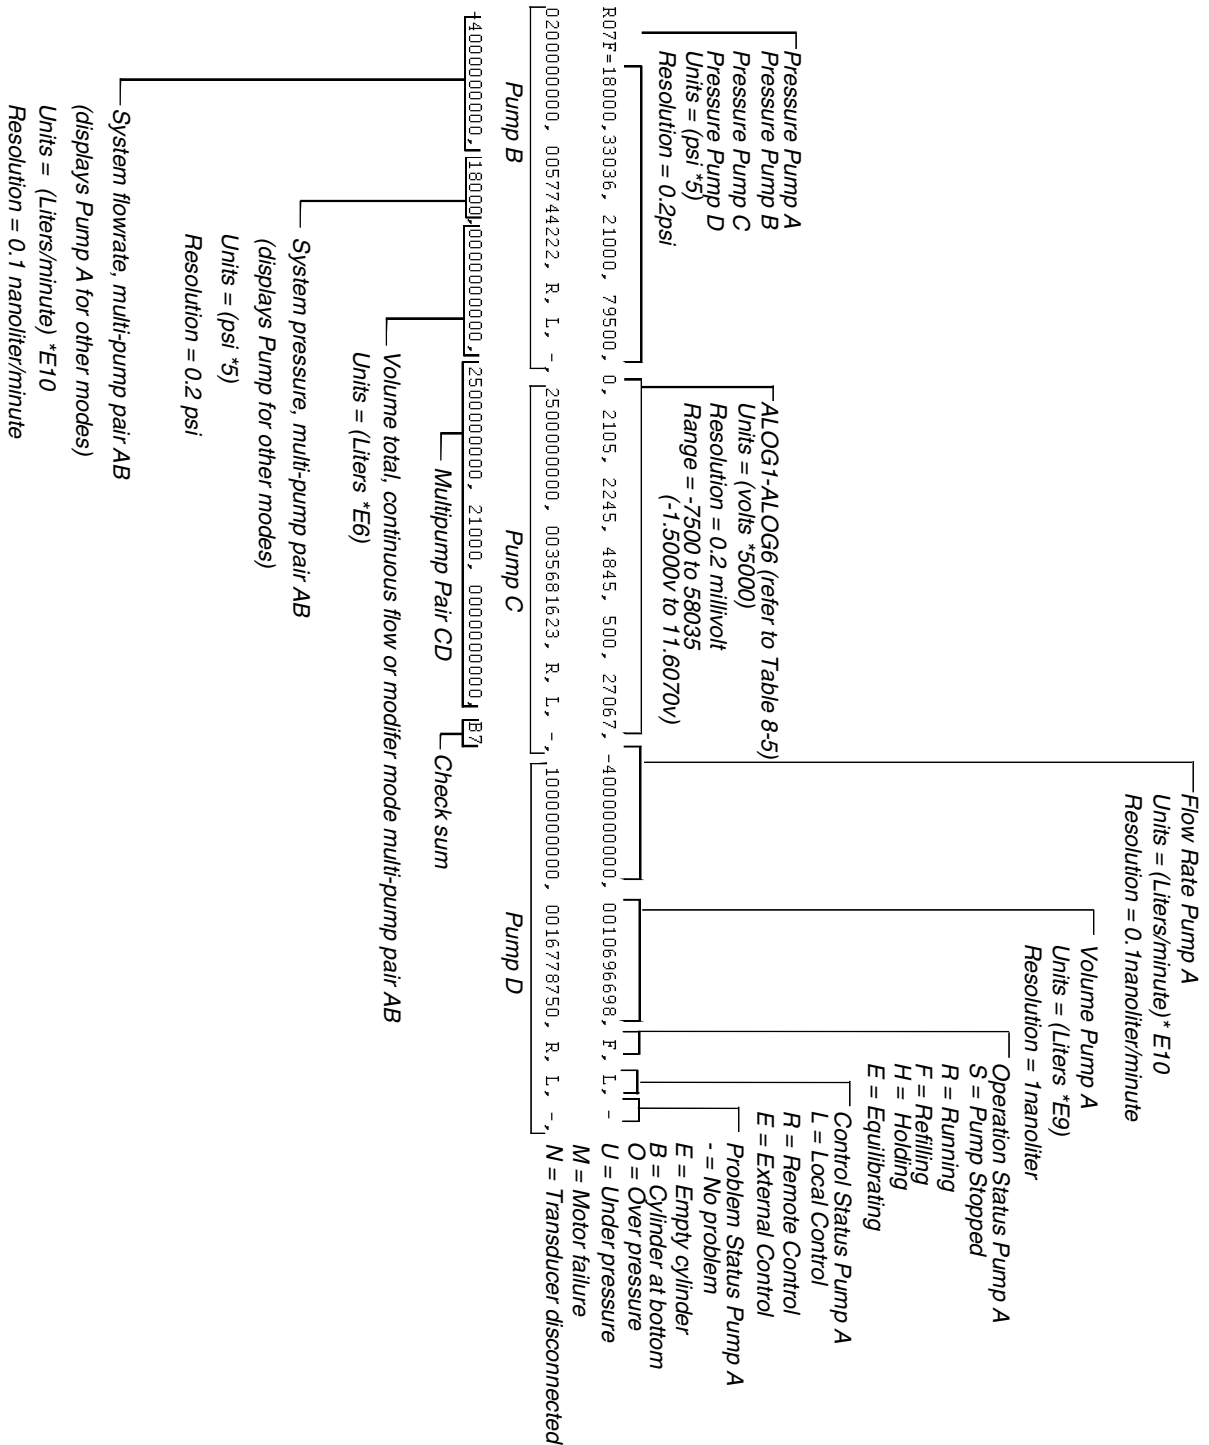 Flow Rate Pump A
Units = (Liters/minute)* E10
Resolution = 0.1nanoliter/minute
Volume Pump A
Units = (Liters *E9)
Resolution = 1nanoliter
Operation Status Pump A
S = Pump Stopped
R = Running
F = Refilling
H = Holding
E = Equilibrating
Control Status Pump A
L = Local Control
R = Remote Control
E = External Control
Problem Status Pump A
- = No problem
E = Empty cylinder
B = Cylinder at bottom
O = Over pressure
U = Under pressure
M = Motor failure
N = Transducer disconnected
Pressure Pump A
Pressure Pump B
Pressure Pump C
Pressure Pump D
Units = (psi *5)
Resolution = 0.2psi
ALOG1-ALOG6 (refer to Table 8-5)
Units = (volts *5000)
Resolution = 0.2 millivolt
Range = -7500 to 58035
(-1.5000v to 11.6070v)
R07F=18000,33036, 21000, 79500, 0, 2105, 2245, 4845, 500, 27067, -4000000000, 0010696698, F, L, -
0200000000, 0057744222, R, L, -, 2500000000, 0035681623, R, L, -, 1000000000, 0016778750, R, L, -,
Pump B
Pump C
Pump D
-4000000000, 18000, 0000000000, 2500000000, 21000, 0000000000, B7
Multipump Pair CD
Check sum
Volume total, continuous flow or modifer mode multi-pump pair AB
Units = (Liters *E6)
System pressure, multi-pump pair AB
(displays Pump for other modes)
Units = (psi *5)
Resolution = 0.2 psi
System flowrate, multi-pump pair AB
(displays Pump A for other modes)
Units = (Liters/minute) *E10
Resolution = 0.1 nanoliter/minute